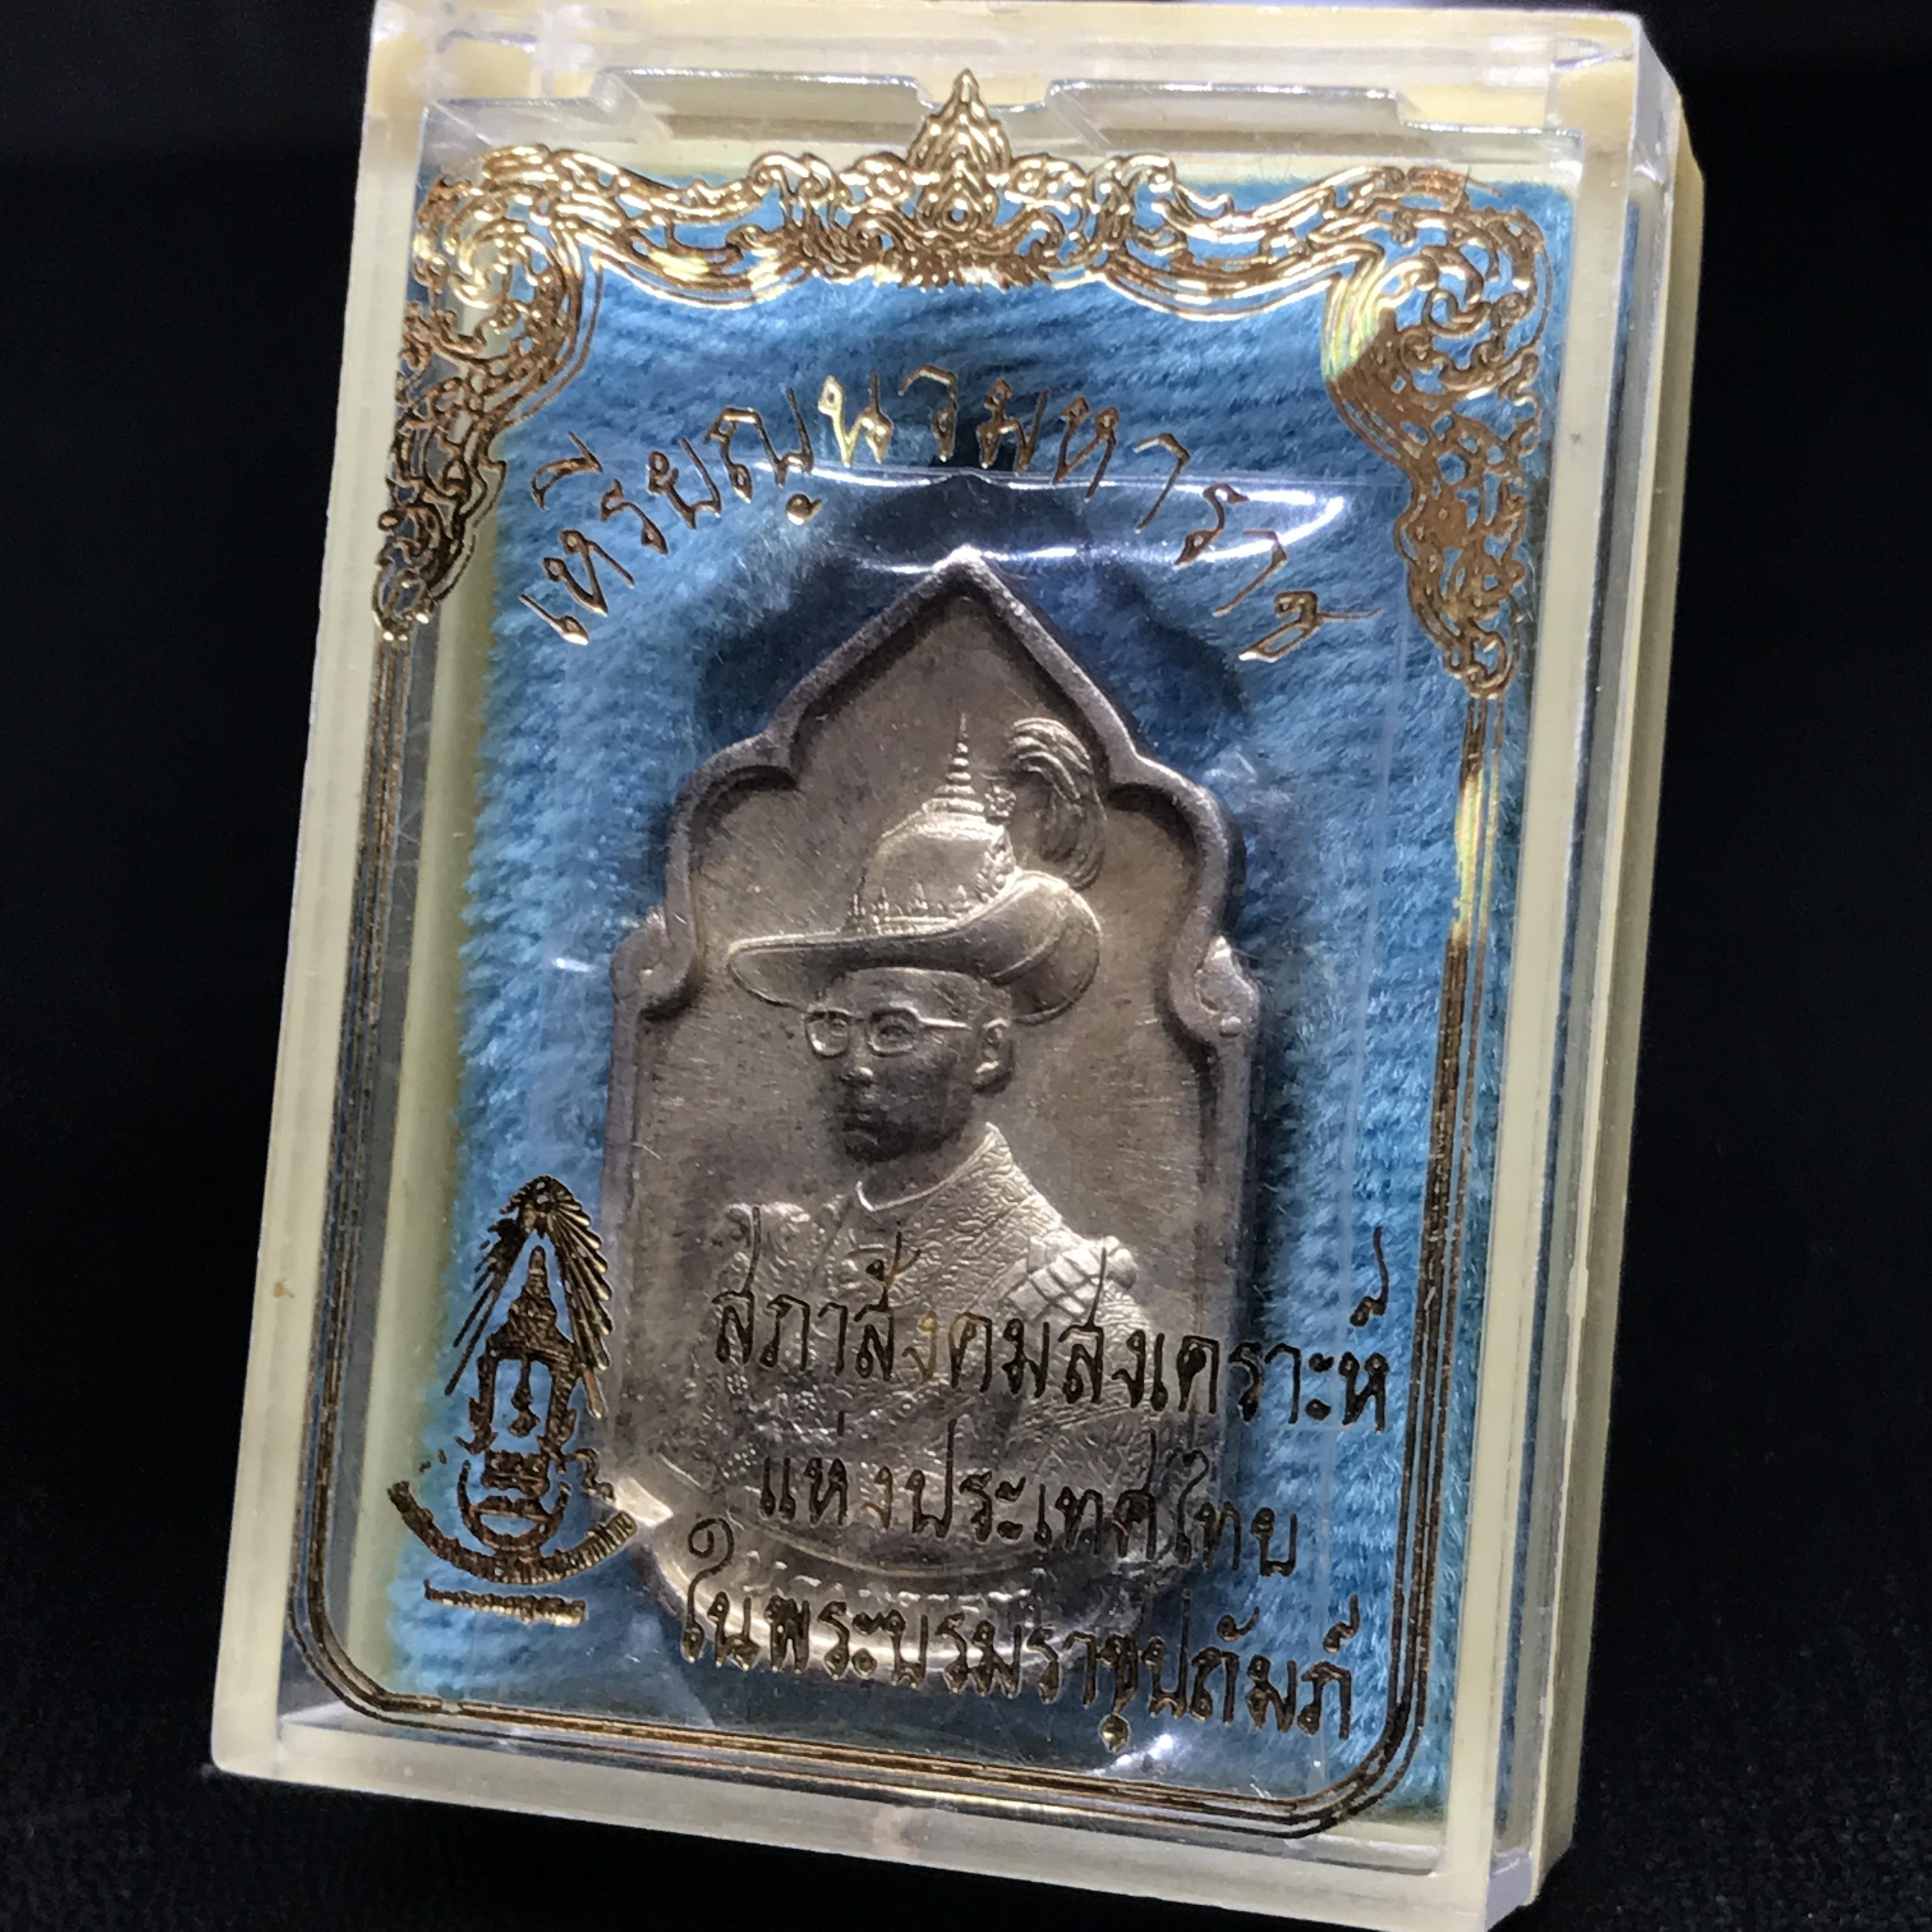 เหรียญนวมหาราช
สภาสังคมสงเคราะห์
แห่งประเทศไทย
ในพระบรมราชูปถัมภ์